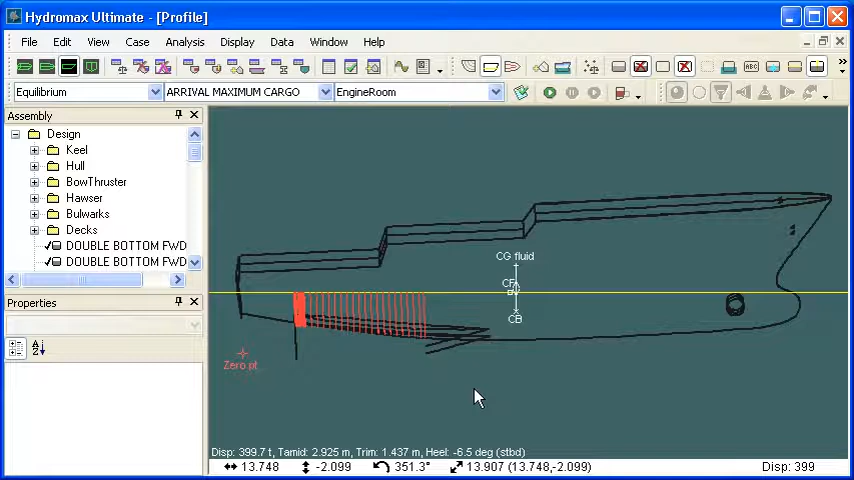 Hydromax Ultimate - [Profile]
File Edit View Case Analysis Display Data Window Help
ABC
Equilibrium ARRIVAL MAXIMUM CARGO EngineRoom
Assembly
Design
Keel
Hull
BowThruster
Hawser
Bulwarks
Decks
DOUBLE BOTTOM FWD
DOUBLE BOTTOM FWD
Properties
CG fluid
CF
CB
Zero pt
Disp: 399.7 t, Tamid: 2.925 m, Trim: 1.437 m, Heel: -6.5 deg (stbd)
13.748 -2.099 351.3° 13.907 (13.748,-2.099) Disp: 399